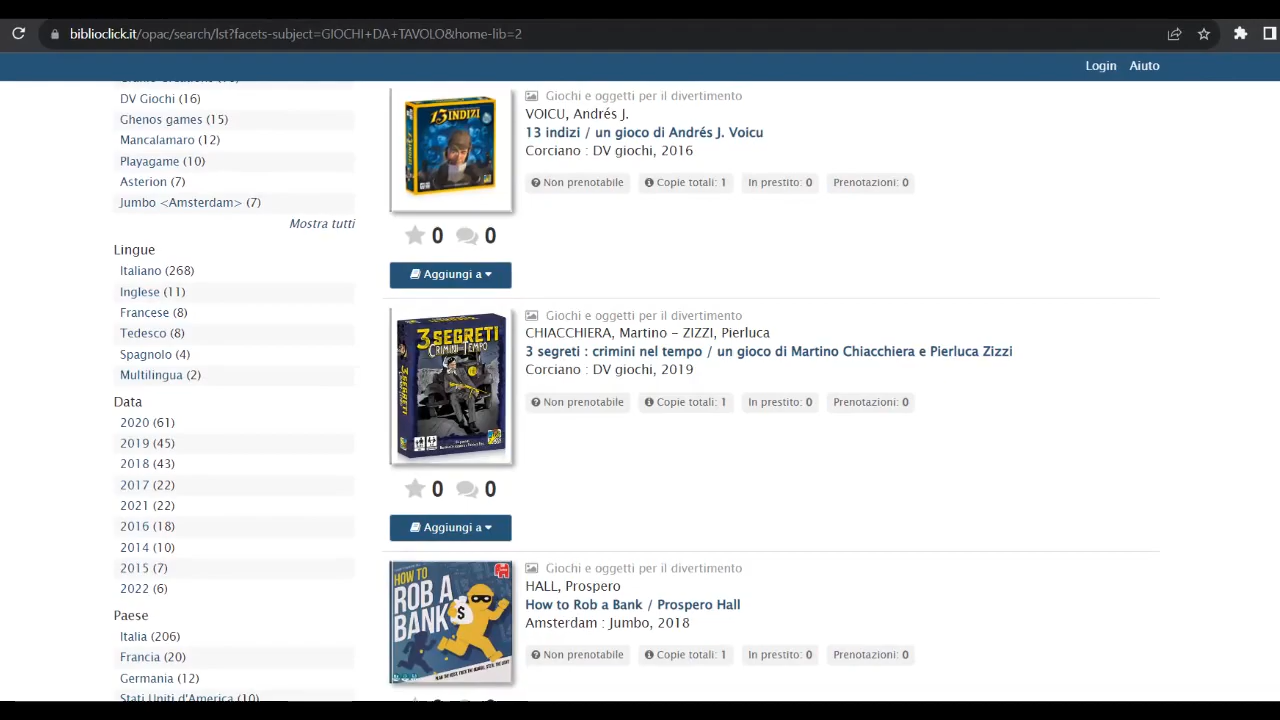 biblioclick.it/opac/search/lst?facets-subject=GIOCHI+DA+TAVOLO&home-lib=2
Login Aiuto
DV Giochi (16)
Ghenos games (15)
Mancalamaro (12)
Playagame (10)
Asterion (7)
Jumbo <Amsterdam> (7)
Mostra tutti
Lingue
Italiano (268)
Inglese (11)
Francese (8)
Tedesco (8)
Spagnolo (4)
Multilingua (2)
Data
2020 (61)
2019 (45)
2018 (43)
2017 (22)
2021 (22)
2016 (18)
2014 (10)
2015 (7)
2022 (6)
Paese
Italia (206)
Francia (20)
Germania (12)
Stati Uniti d'America (10)
13 INDIZI
Giochi e oggetti per il divertimento
VOICU, Andrés J.
13 indizi / un gioco di Andrés J. Voicu
Corciano : DV giochi, 2016
Non prenotabile Copie totali: 1 In prestito: 0 Prenotazioni: 0
0 0
Aggiungi a
3 SEGRETI
CRIMINI NEL TEMPO
3 SEGRETI
Giochi e oggetti per il divertimento
CHIACCHIERA, Martino - ZIZZI, Pierluca
3 segreti : crimini nel tempo / un gioco di Martino Chiacchiera e Pierluca Zizzi
Corciano : DV giochi, 2019
Non prenotabile Copie totali: 1 In prestito: 0 Prenotazioni: 0
0 0
Aggiungi a
HOW TO
ROB A
BANK
$
Giochi e oggetti per il divertimento
HALL, Prospero
How to Rob a Bank / Prospero Hall
Amsterdam : Jumbo, 2018
Non prenotabile Copie totali: 1 In prestito: 0 Prenotazioni: 0